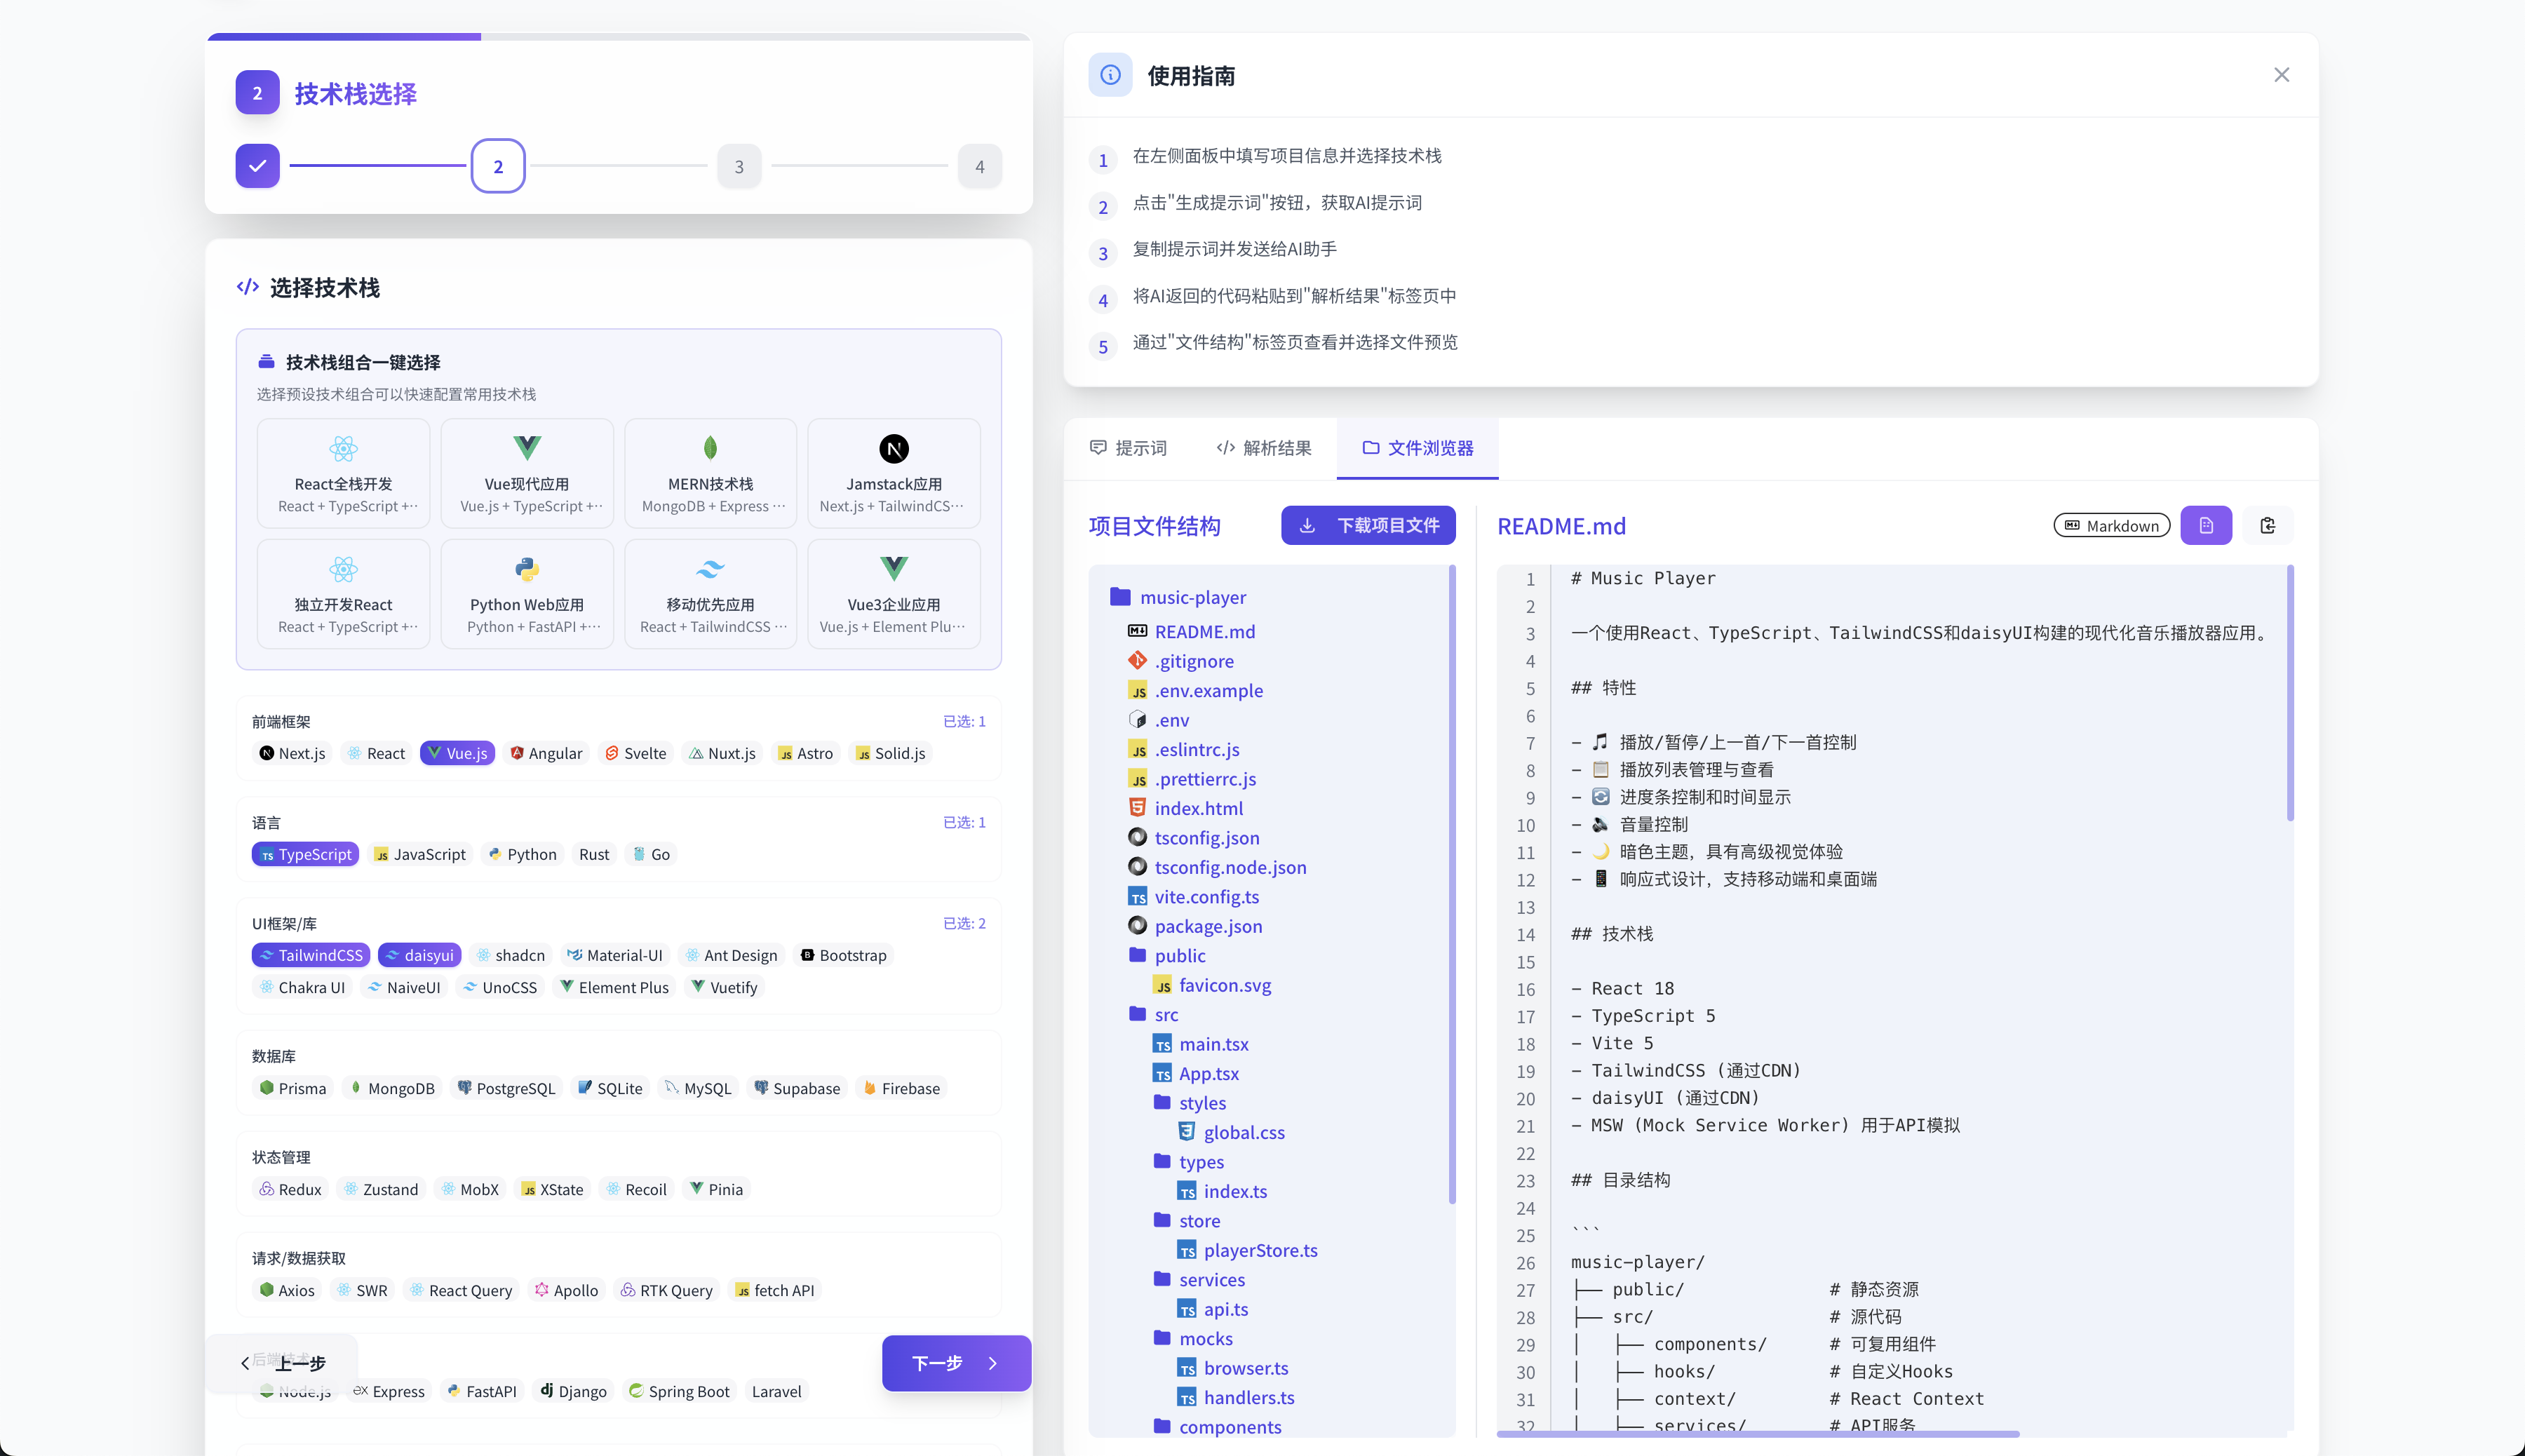 2 技术栈选择
2 3 4
选择技术栈
技术栈组合一键选择
选择预设技术组合可以快速配置常用技术栈
React全栈开发
React + TypeScript +···
Vue现代应用
Vue.js + TypeScript +···
MERN技术栈
MongoDB + Express ···
Jamstack应用
Next.js + TailwindCS···
独立开发React
React + TypeScript +···
Python Web应用
Python + FastAPI +···
移动优先应用
React + TailwindCSS ···
Vue3企业应用
Vue.js + Element Plu···
前端框架 已选: 1
Next.js React Vue.js Angular Svelte Nuxt.js Astro Solid.js
语言 已选: 1
TypeScript JavaScript Python Rust Go
UI框架/库 已选: 2
TailwindCSS daisyui shadcn Material-UI Ant Design Bootstrap
Chakra UI NaiveUI UnoCSS Element Plus Vuetify
数据库
Prisma MongoDB PostgreSQL SQLite MySQL Supabase Firebase
状态管理
Redux Zustand MobX XState Recoil Pinia
请求/数据获取
Axios SWR React Query Apollo RTK Query fetch API
后端技术
上一步 下一步
Node.js Express FastAPI Django Spring Boot Laravel
使用指南
1 在左侧面板中填写项目信息并选择技术栈
2 点击"生成提示词"按钮，获取AI提示词
3 复制提示词并发送给AI助手
4 将AI返回的代码粘贴到"解析结果"标签页中
5 通过"文件结构"标签页查看并选择文件预览
提示词 解析结果 文件浏览器
项目文件结构 下载项目文件
music-player
README.md
.gitignore
.env.example
.env
.eslintrc.js
.prettierrc.js
index.html
tsconfig.json
tsconfig.node.json
vite.config.ts
package.json
public
favicon.svg
src
main.tsx
App.tsx
styles
global.css
types
index.ts
store
playerStore.ts
services
api.ts
mocks
browser.ts
handlers.ts
components
README.md Markdown
1 # Music Player
2
3 一个使用React、TypeScript、TailwindCSS和daisyUI构建的现代化音乐播放器应用。
4
5 ## 特性
6
7 - 🎵 播放/暂停/上一首/下一首控制
8 - 📋 播放列表管理与查看
9 - 🔄 进度条控制和时间显示
10 - 🔊 音量控制
11 - 🌙 暗色主题，具有高级视觉体验
12 - 📱 响应式设计，支持移动端和桌面端
13
14 ## 技术栈
15
16 - React 18
17 - TypeScript 5
18 - Vite 5
19 - TailwindCSS (通过CDN)
20 - daisyUI (通过CDN)
21 - MSW (Mock Service Worker) 用于API模拟
22
23 ## 目录结构
24
25 ```
26 music-player/
27 ├── public/ # 静态资源
28 ├── src/ # 源代码
29 │ ├── components/ # 可复用组件
30 │ ├── hooks/ # 自定义Hooks
31 │ ├── context/ # React Context
32 │ ├── services/ # API服务